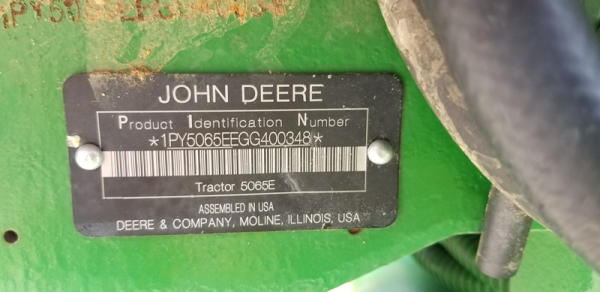 JOHN DEERE
Product Identification Number
*1PY5065EEGG400348*
Tractor 5065E
ASSEMBLED IN USA
DEERE & COMPANY, MOLINE, ILLINOIS, USA